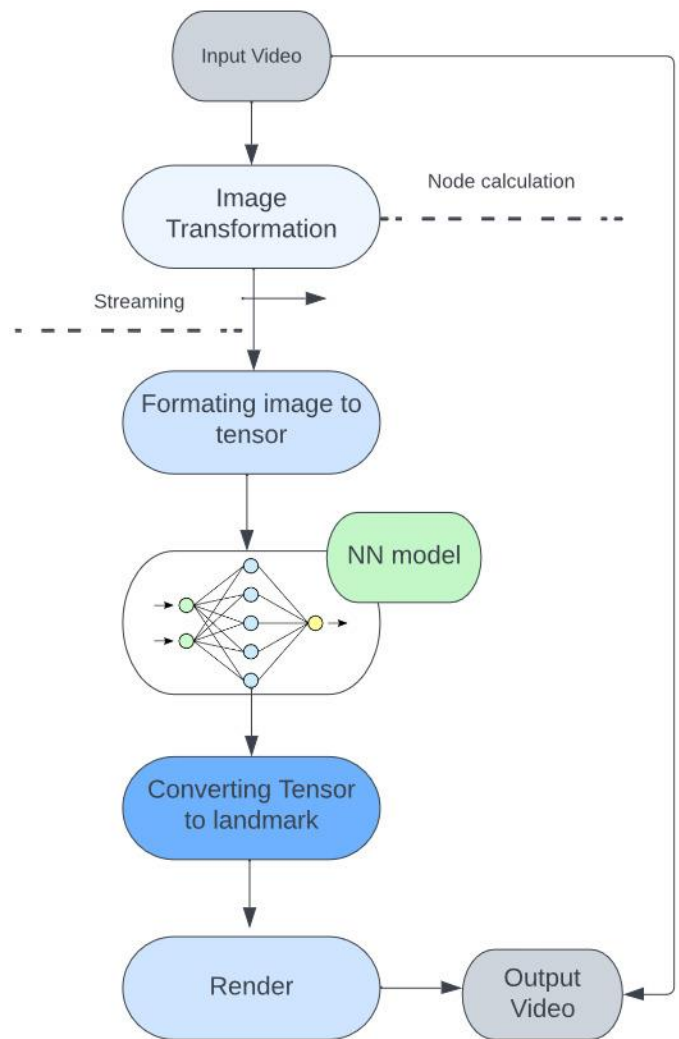 Input Video
Image
Transformation
Node calculation
Streaming
Formating image to
tensor
NN model
Converting Tensor
to landmark
Render
Output
Video